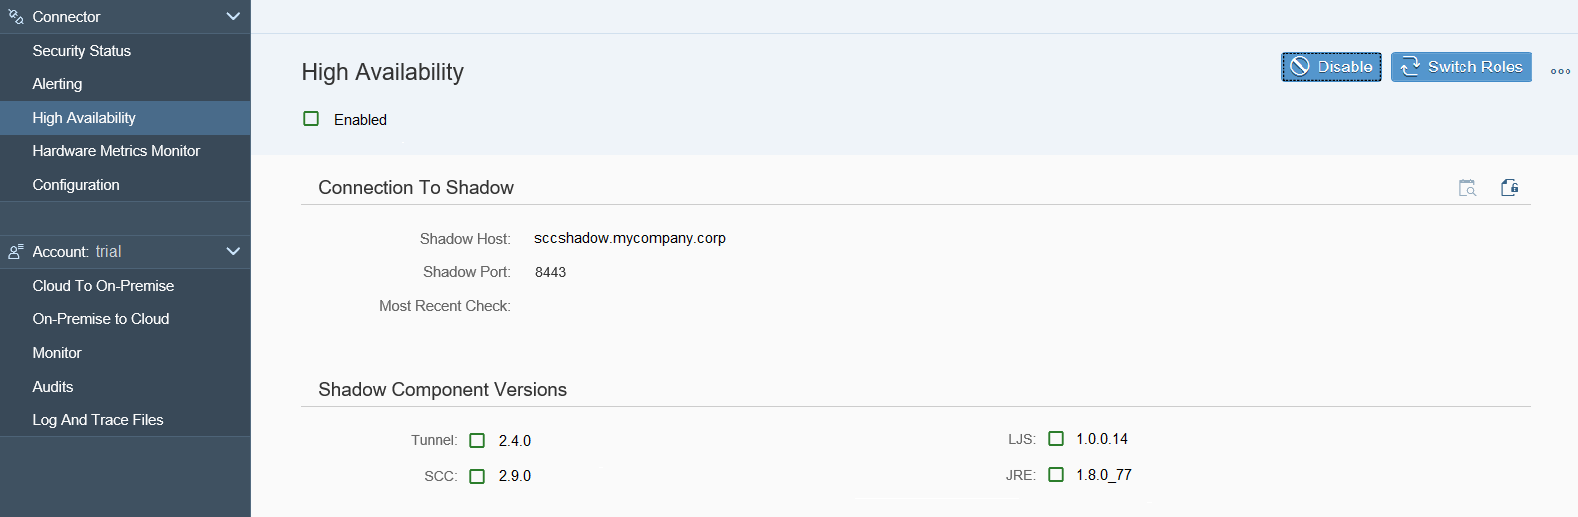 Connector
Security Status
Alerting
High Availability
Hardware Metrics Monitor
Configuration
Account: trial
Cloud To On-Premise
On-Premise to Cloud
Monitor
Audits
Log And Trace Files
High Availability
Disable
Switch Roles
Enabled
Connection To Shadow
Shadow Host: sccshadow.mycompany.corp
Shadow Port: 8443
Most Recent Check:
Shadow Component Versions
Tunnel: 2.4.0
LJS: 1.0.0.14
SCC: 2.9.0
JRE: 1.8.0_77